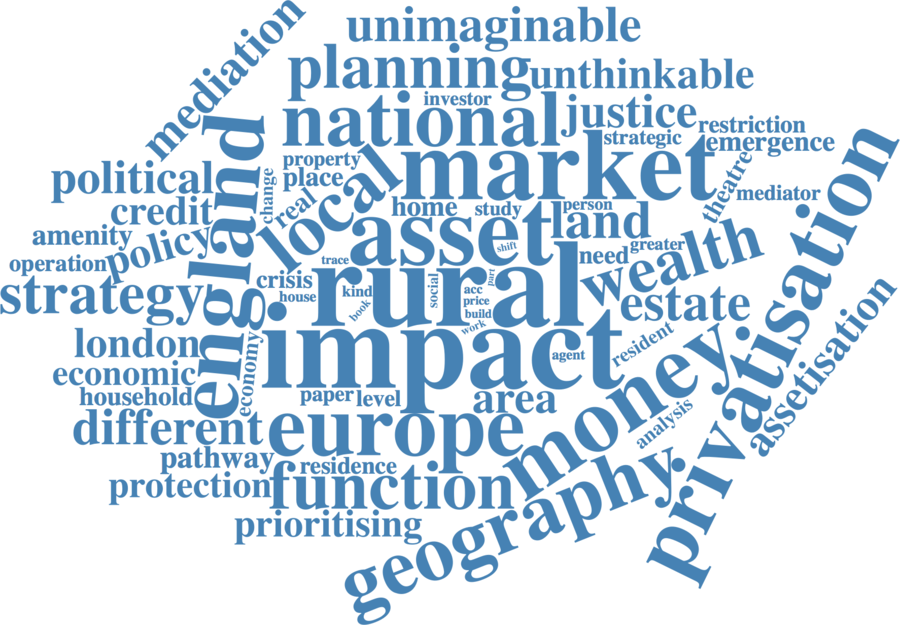 mediation
unimaginable
planning
unthinkable
investor
national
justice
strategic
restriction
emergence
england
property
place
local
market
theatre
mediator
political
change
real
credit
home
study
person
asset
land
amenity
policy
shift
need
greater
wealth
privatisation
operation
trace
crisis
house
kind
book
rural
social
acc
part
price
build
work
strategy
estate
assetisation
london
economy
impact
agent
resident
money
economic
household
paper
level
area
analysis
different
europe
pathway
residence
protection
function
geography
prioritising